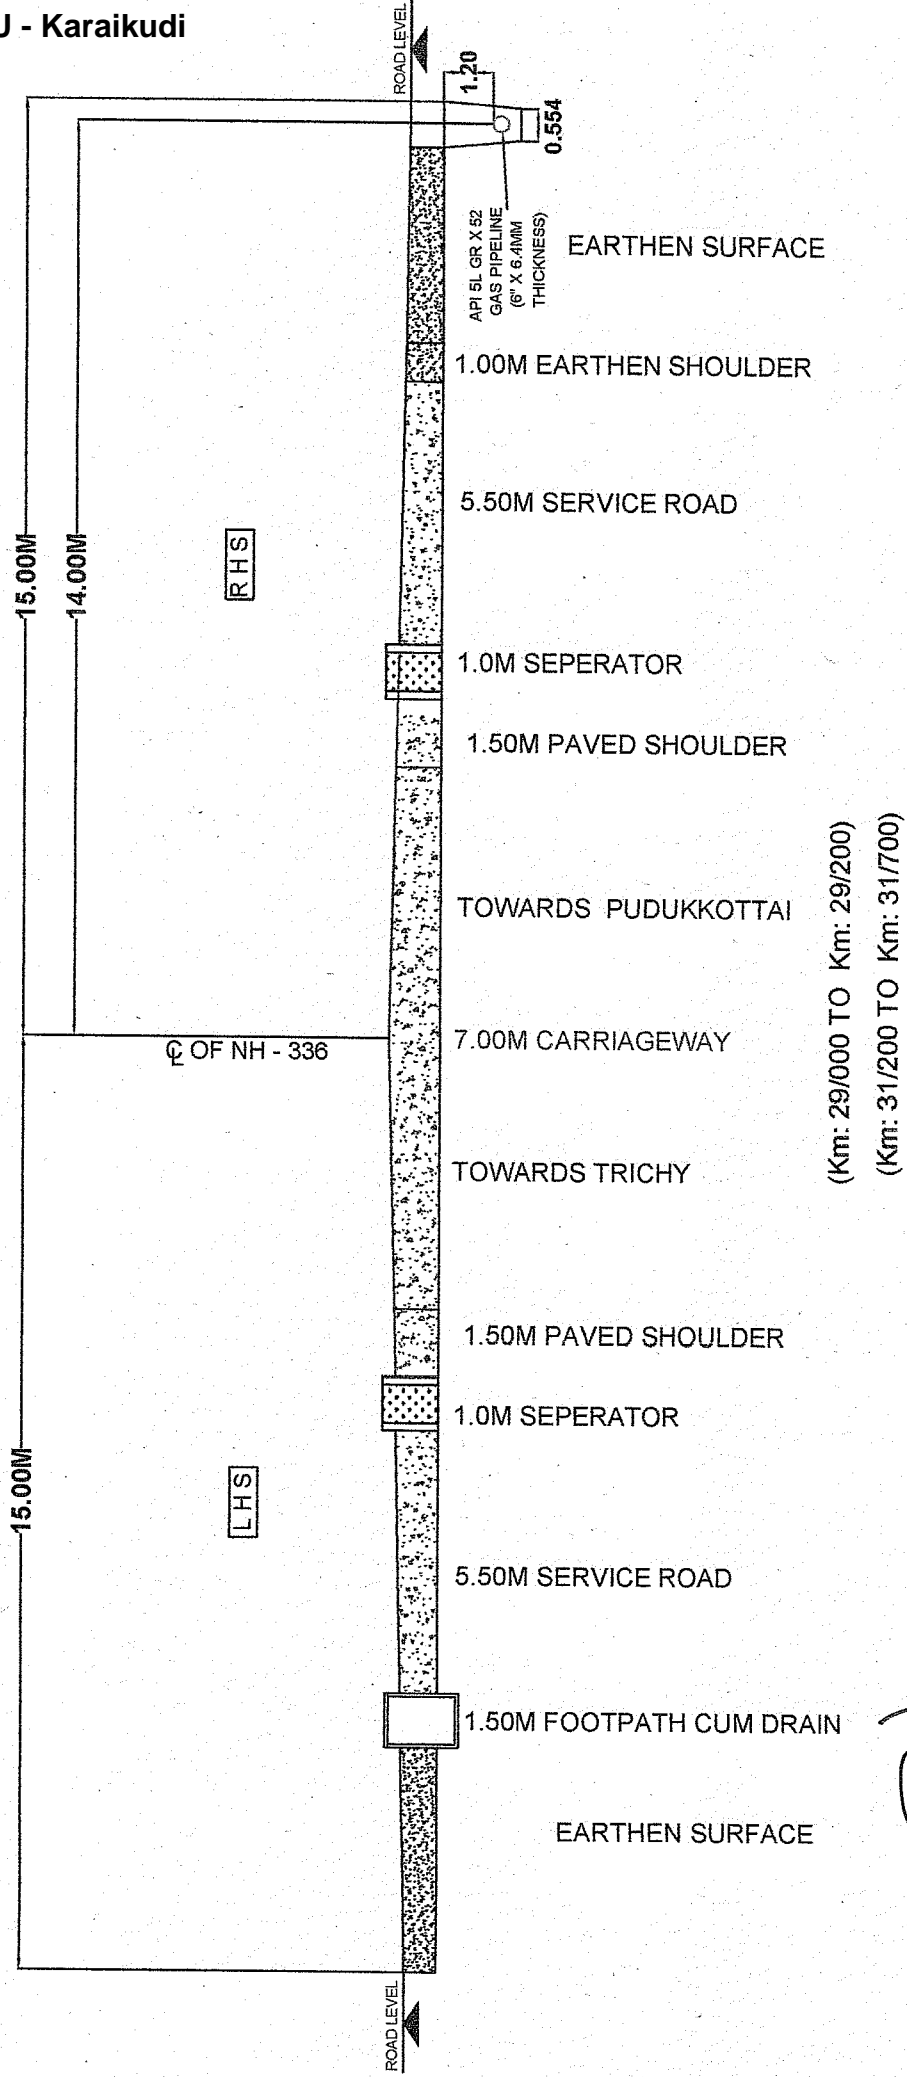 J - Karaikudi
ROAD LEVEL
1.20
0.554
API 5L GR X 52
GAS PIPELINE
(6" X 6.4MM
THICKNESS)
EARTHEN SURFACE
1.00M EARTHEN SHOULDER
15.00M
14.00M
RHS
5.50M SERVICE ROAD
1.0M SEPERATOR
1.50M PAVED SHOULDER
TOWARDS PUDUKKOTTAI
(Km: 29/000 TO Km: 29/200)
(Km: 31/200 TO Km: 31/700)
℄ OF NH - 336
7.00M CARRIAGEWAY
TOWARDS TRICHY
1.50M PAVED SHOULDER
1.0M SEPERATOR
15.00M
LHS
5.50M SERVICE ROAD
1.50M FOOTPATH CUM DRAIN
EARTHEN SURFACE
ROAD LEVEL